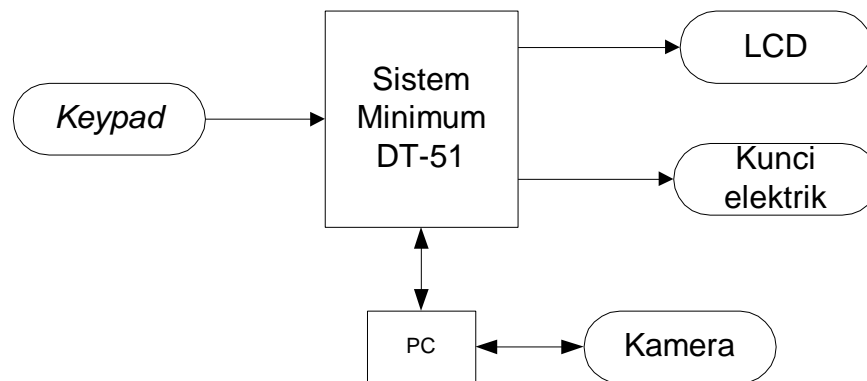 Keypad
Sistem
Minimum
DT-51
LCD
Kunci
elektrik
PC
Kamera